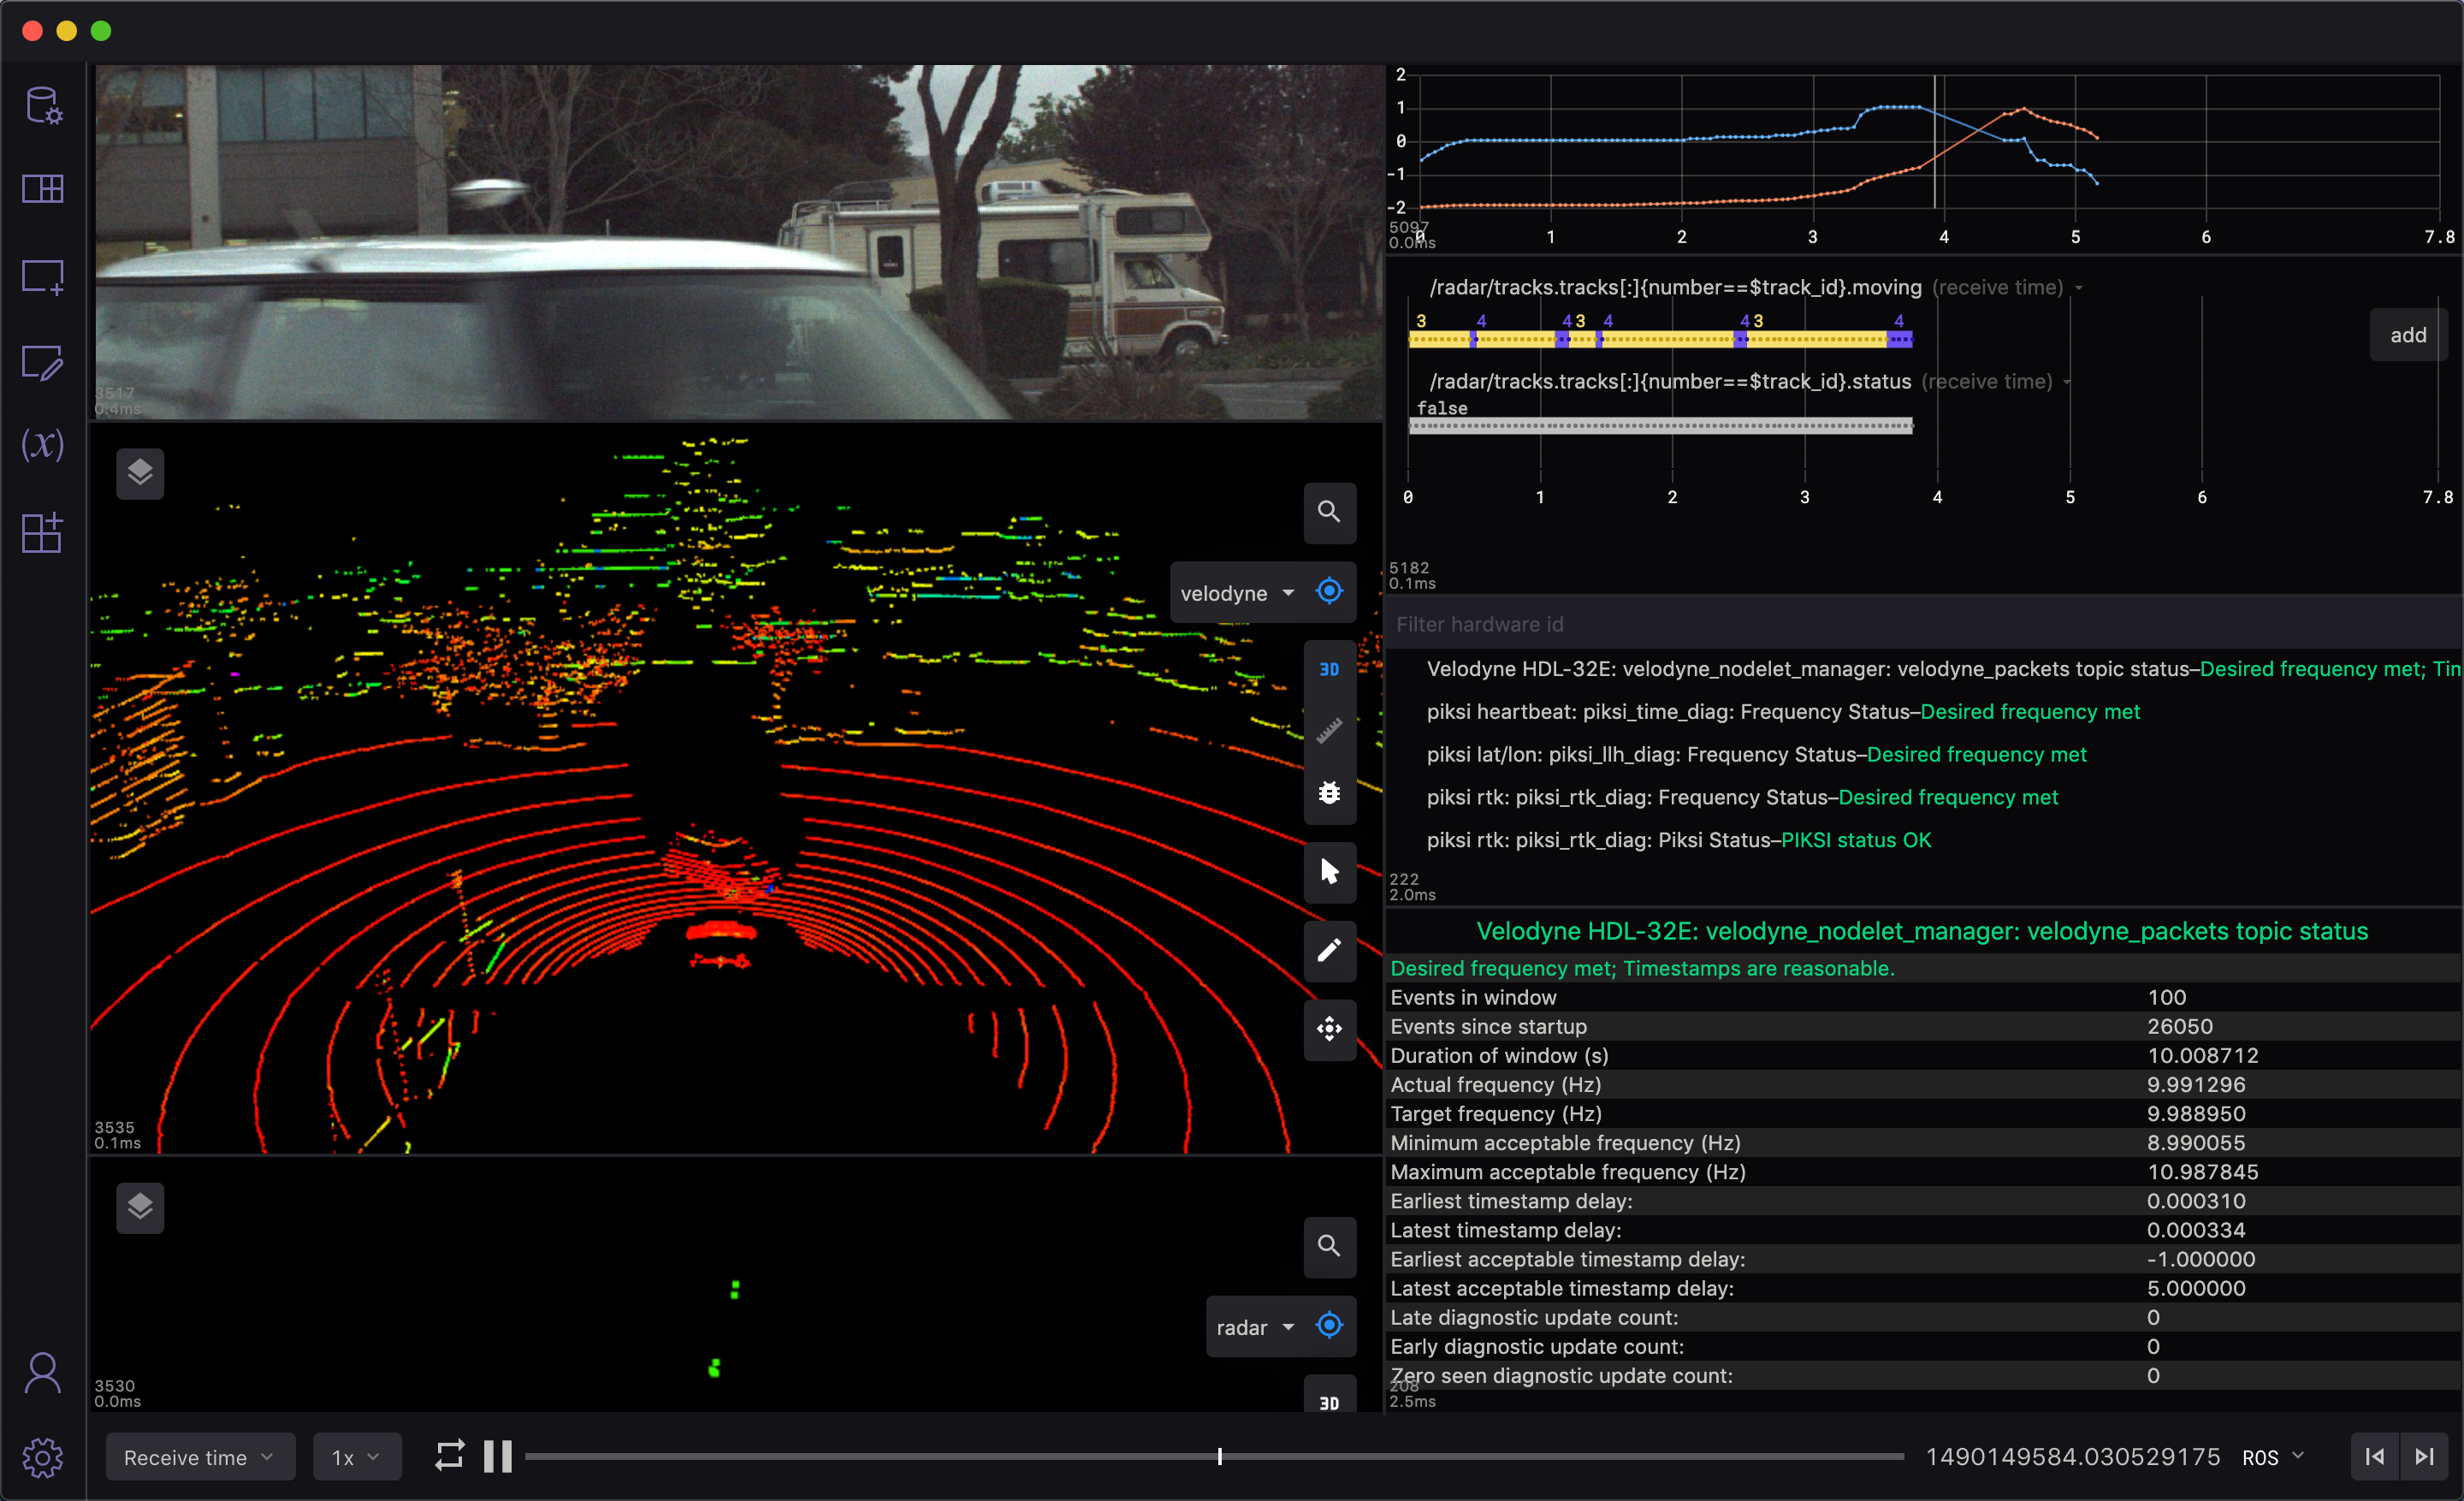 3517
0.4ms
velodyne
3D
3535
0.1ms
radar
3D
3530
0.0ms
2
1
0
-1
-2
5097
0.0ms
0 1 2 3 4 5 6 7.8
/radar/tracks.tracks[:]{number==$track_id}.moving (receive time)
3 4 4 3 4 4 3 4
add
/radar/tracks.tracks[:]{number==$track_id}.status (receive time)
false
0 1 2 3 4 5 6 7.8
5182
0.1ms
Filter hardware id
Velodyne HDL-32E: velodyne_nodelet_manager: velodyne_packets topic status–Desired frequency met; Tim
piksi heartbeat: piksi_time_diag: Frequency Status–Desired frequency met
piksi lat/lon: piksi_llh_diag: Frequency Status–Desired frequency met
piksi rtk: piksi_rtk_diag: Frequency Status–Desired frequency met
piksi rtk: piksi_rtk_diag: Piksi Status–PIKSI status OK
222
2.0ms
Velodyne HDL-32E: velodyne_nodelet_manager: velodyne_packets topic status
Desired frequency met; Timestamps are reasonable.
Events in window 100
Events since startup 26050
Duration of window (s) 10.008712
Actual frequency (Hz) 9.991296
Target frequency (Hz) 9.988950
Minimum acceptable frequency (Hz) 8.990055
Maximum acceptable frequency (Hz) 10.987845
Earliest timestamp delay: 0.000310
Latest timestamp delay: 0.000334
Earliest acceptable timestamp delay: -1.000000
Latest acceptable timestamp delay: 5.000000
Late diagnostic update count: 0
Early diagnostic update count: 0
Zero seen diagnostic update count: 0
208
2.5ms
(x)
Receive time 1x 1490149584.030529175 ROS